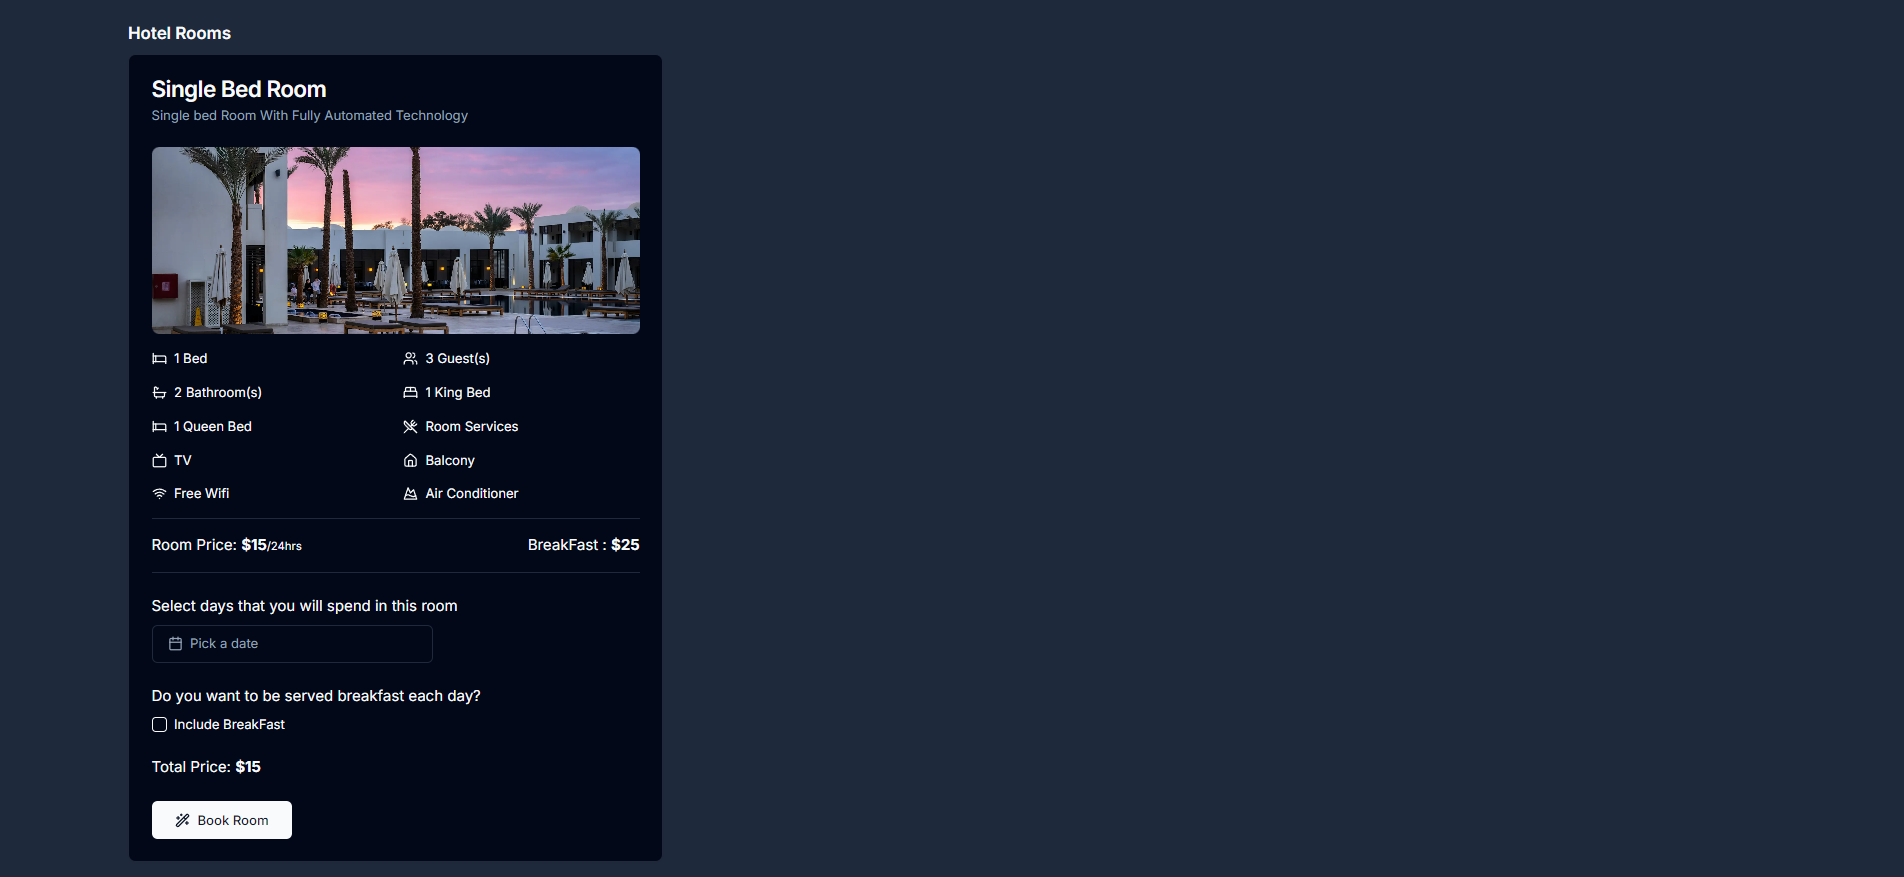 Hotel Rooms
Single Bed Room
Single bed Room With Fully Automated Technology
1 Bed
3 Guest(s)
2 Bathroom(s)
1 King Bed
1 Queen Bed
Room Services
TV
Balcony
Free Wifi
Air Conditioner
Room Price: $15/24hrs
BreakFast : $25
Select days that you will spend in this room
Pick a date
Do you want to be served breakfast each day?
Include BreakFast
Total Price: $15
Book Room